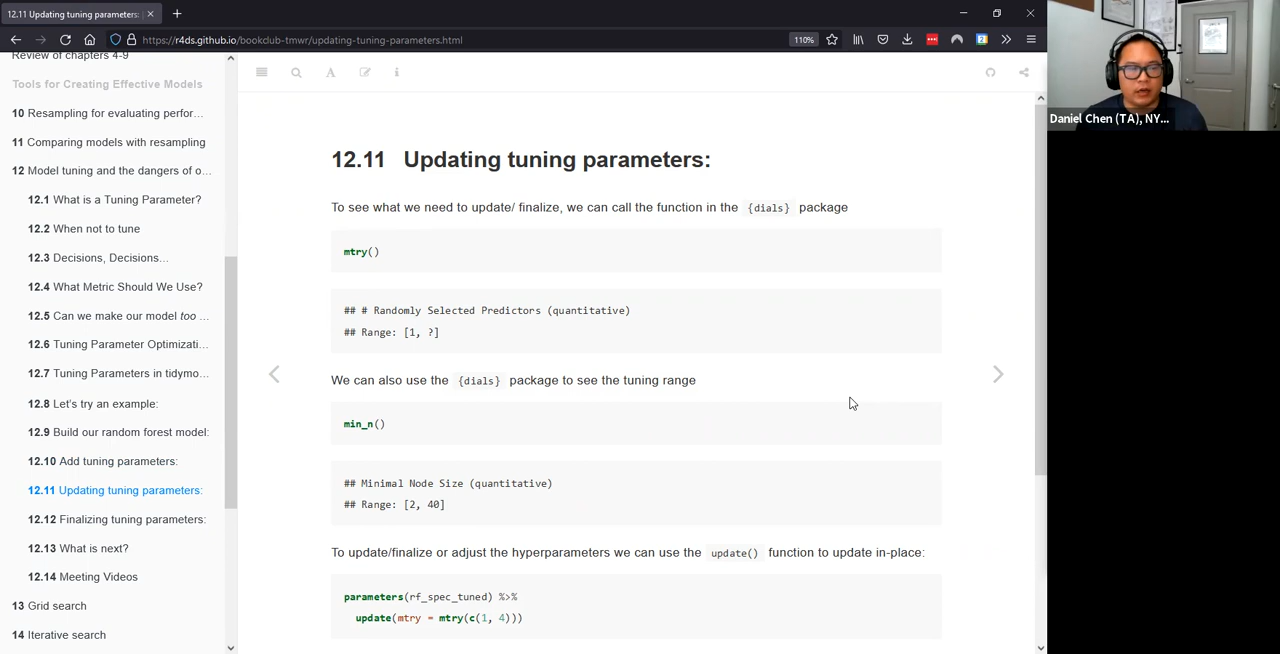 12.11 Updating tuning parameters: |
https://r4ds.github.io/bookclub-tmwr/updating-tuning-parameters.html
110%
Review of chapters 4-9
Tools for Creating Effective Models
10 Resampling for evaluating perfor...
11 Comparing models with resampling
12 Model tuning and the dangers of o...
12.1 What is a Tuning Parameter?
12.2 When not to tune
12.3 Decisions, Decisions...
12.4 What Metric Should We Use?
12.5 Can we make our model too ...
12.6 Tuning Parameter Optimizati...
12.7 Tuning Parameters in tidymo...
12.8 Let's try an example:
12.9 Build our random forest model:
12.10 Add tuning parameters:
12.11 Updating tuning parameters:
12.12 Finalizing tuning parameters:
12.13 What is next?
12.14 Meeting Videos
13 Grid search
14 Iterative search
12.11 Updating tuning parameters:
To see what we need to update/ finalize, we can call the function in the {dials} package
mtry()
## # Randomly Selected Predictors (quantitative)
## Range: [1, ?]
We can also use the {dials} package to see the tuning range
min_n()
## Minimal Node Size (quantitative)
## Range: [2, 40]
To update/finalize or adjust the hyperparameters we can use the update() function to update in-place:
parameters(rf_spec_tuned) %>%
update(mtry = mtry(c(1, 4)))
Daniel Chen (TA), NY...